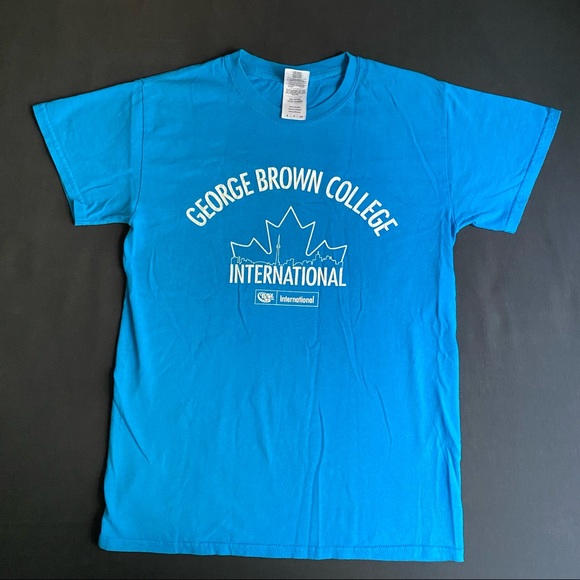 GEORGE BROWN COLLEGE
INTERNATIONAL
International